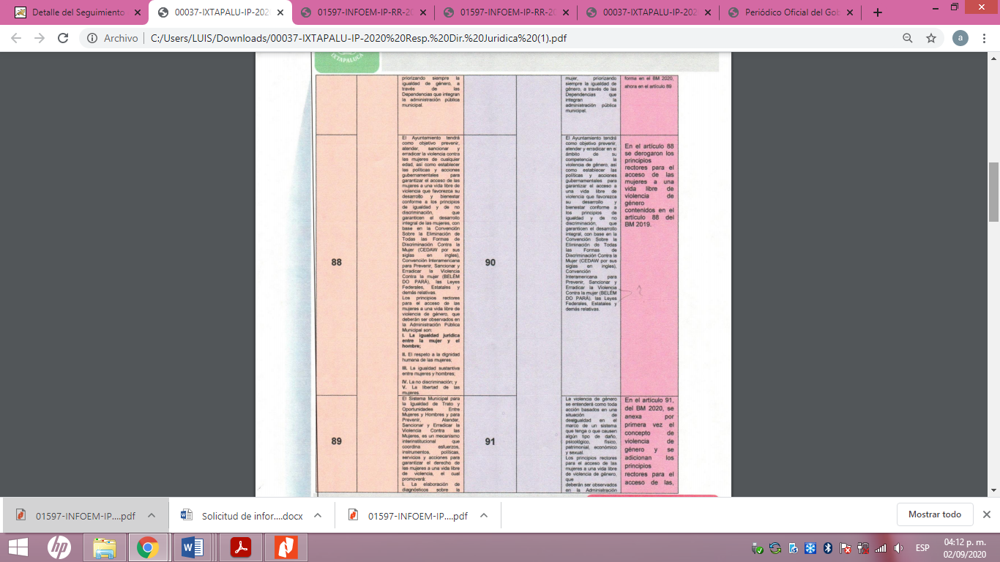 Detalle del Seguimiento
00037-IXTAPALU-IP-202
01597-INFOEM-IP-RR-20
01597-INFOEM-IP-RR-20
00037-IXTAPALU-IP-202
Periódico Oficial del Gob
Archivo
C:/Users/LUIS/Downloads/00037-IXTAPALU-IP-2020%20Resp.%20Dir.%20Juridica%20(1).pdf
a
IXTAPALUCA
priorizando siempre la
igualdad de género, a
través de las
Dependencias que integran
la administración pública
municipal.
mujer, priorizando
siempre la igualdad de
género, a través de las
Dependencias que
integran la
administración pública
municipal.
forma en el BM 2020,
ahora en el artículo 89
88
El Ayuntamiento tendrá
como objetivo prevenir,
atender, sancionar y
erradicar la violencia contra
las mujeres de cualquier
edad, así como establecer
las políticas y acciones
gubernamentales para
garantizar el acceso de las
mujeres a una vida libre de
violencia que favorezca su
desarrollo y bienestar
conforme a los principios
de igualdad y de no
discriminación, que
garanticen el desarrollo
integral de las mujeres, con
base en la Convención
Sobre la Eliminación de
Todas las Formas de
Discriminación Contra la
Mujer (CEDAW por sus
siglas en ingles),
Convención Interamericana
para Prevenir, Sancionar y
Erradicar la Violencia
Contra la mujer (BELÉM
DO PARÁ), las Leyes
Federales, Estatales y
demás relativas.
Los principios rectores
para el acceso de las
mujeres a una vida libre de
violencia de género, que
deberán ser observados en
la Administración Pública
Municipal son:
I. La igualdad jurídica
entre la mujer y el
hombre;
II. El respeto a la dignidad
humana de las mujeres;
III. La igualdad sustantiva
entre mujeres y hombres;
IV. La no discriminación; y
V. La libertad de las
mujeres.
90
El Ayuntamiento tendrá
como objetivo prevenir,
atender y erradicar en el
ámbito de su
competencia la
violencia de género, así
como establecer las
políticas y acciones
gubernamentales para
garantizar el acceso a
una vida libre de
violencia que favorezca
su desarrollo y
bienestar conforme a
los principios de
igualdad y de no
discriminación, que
garanticen el desarrollo
integral, con base en la
Convención Sobre la
Eliminación de Todas
las Formas de
Discriminación Contra la
Mujer (CEDAW por sus
siglas en ingles),
Convención
Interamericana para
Prevenir, Sancionar y
Erradicar la Violencia
Contra la mujer (BELÉM
DO PARÁ), las Leyes
Federales, Estatales y
demás relativas.
En el artículo 88
se derogaron los
principios
rectores para el
acceso de las
mujeres a una
vida libre de
violencia de
género
contenidos en el
artículo 88 del
BM 2019.
89
El Sistema Municipal para
la Igualdad de Trato y
Oportunidades Entre
Mujeres y Hombres y para
Prevenir, Atender,
Sancionar y Erradicar la
Violencia Contra las
Mujeres, es un mecanismo
interinstitucional que
coordina esfuerzos,
instrumentos, políticas,
servicios y acciones para
garantizar el derecho de
las mujeres a una vida libre
de violencia, el cual
promoverá:
I. La elaboración de
diagnósticos sobre la
91
La violencia de género
se entenderá como toda
acción basados en una
situación de
desigualdad en el
marco de un sistema
que tenga o que causen
algún tipo de daño,
psicológico, físico,
patrimonial, económico
y sexual.
Los principios rectores
para el acceso de las
mujeres a una vida libre
de violencia de género,
que
deberán ser observados
en la Administración
En el artículo 91,
del BM 2020, se
anexa por
primera vez el
concepto de
violencia de
género y se
adicionan los
principios
rectores para el
acceso de las,
01597-INFOEM-IP....pdf
Solicitud de infor....docx
01597-INFOEM-IP....pdf
Mostrar todo
ESP
04:12 p. m.
02/09/2020